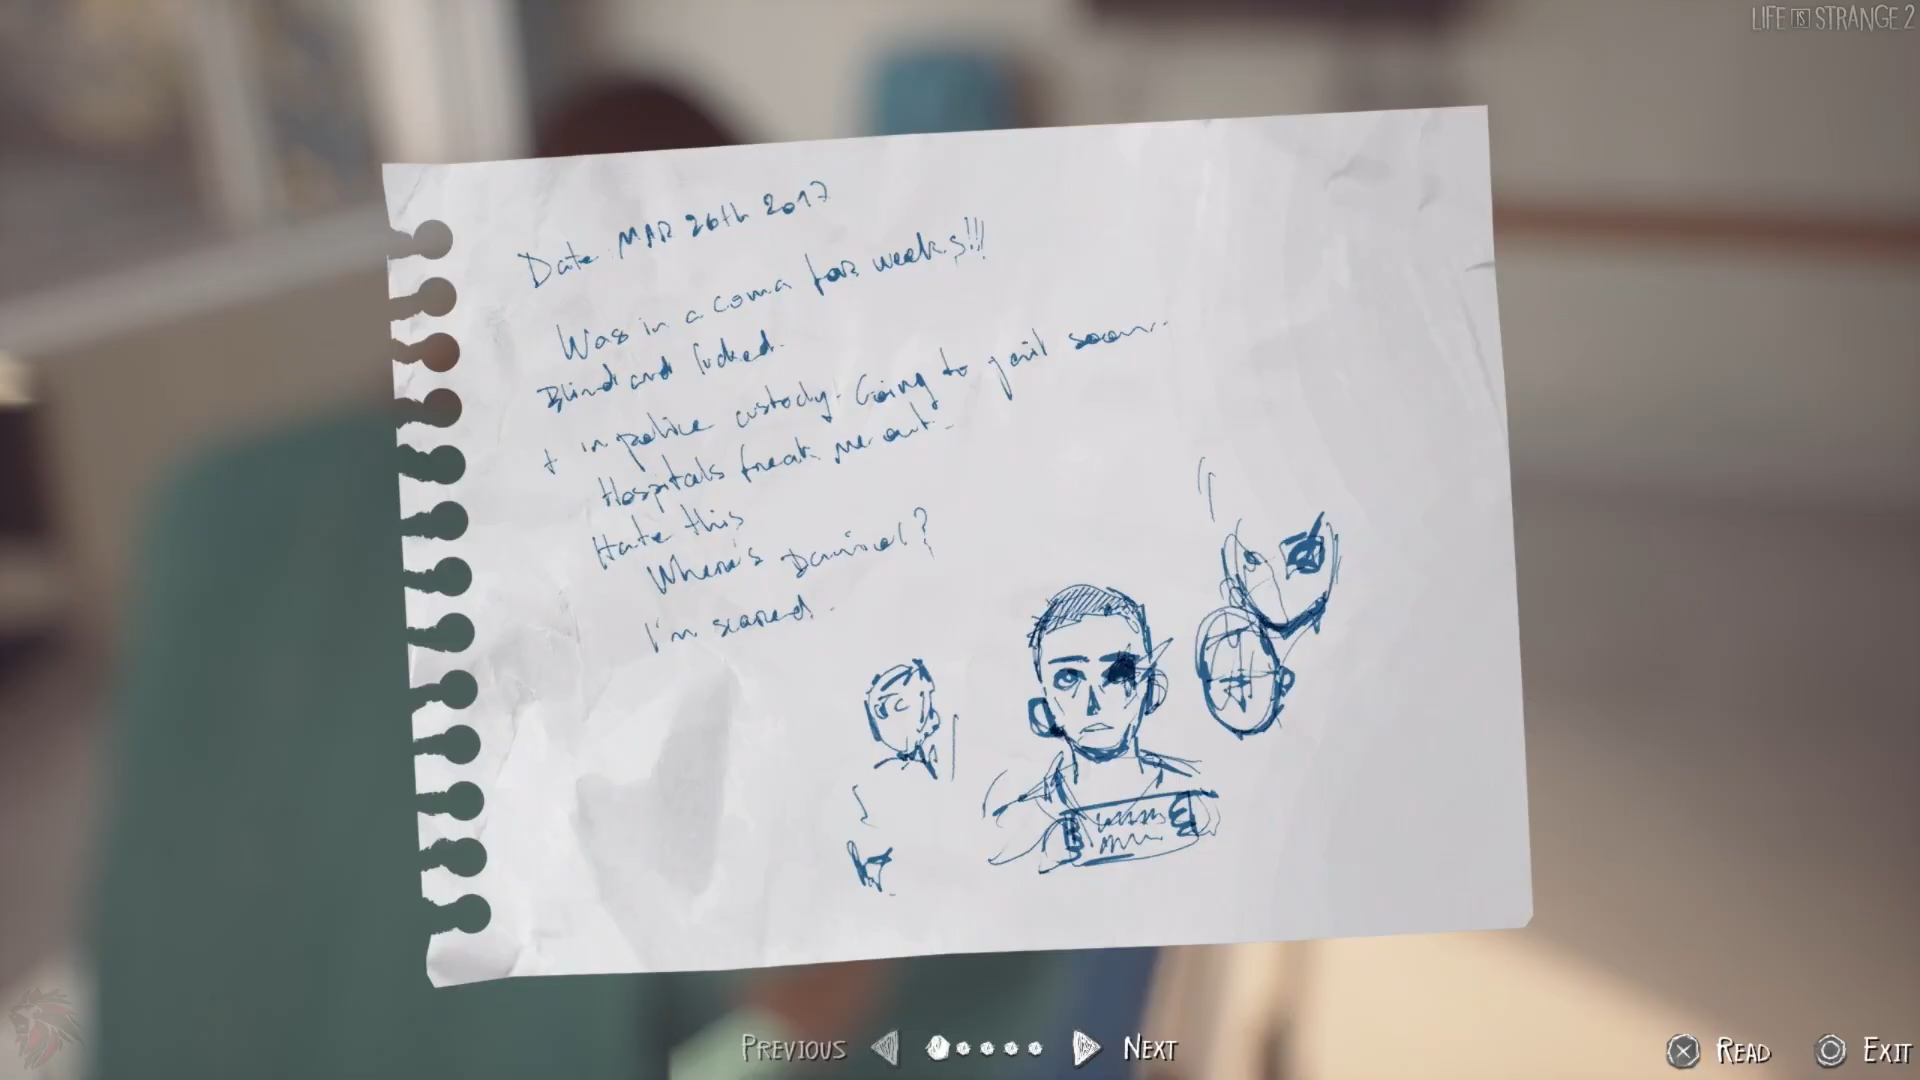 LIFE IS STRANGE 2
Date MAR 26th 2017
Was in a coma for weeks!!!
Blind and fucked.
+ in police custody. Going to jail soon.
Hospitals freak me out.
Hate this
Where's Daniel?
I'm scared.
PREVIOUS NEXT
READ EXIT